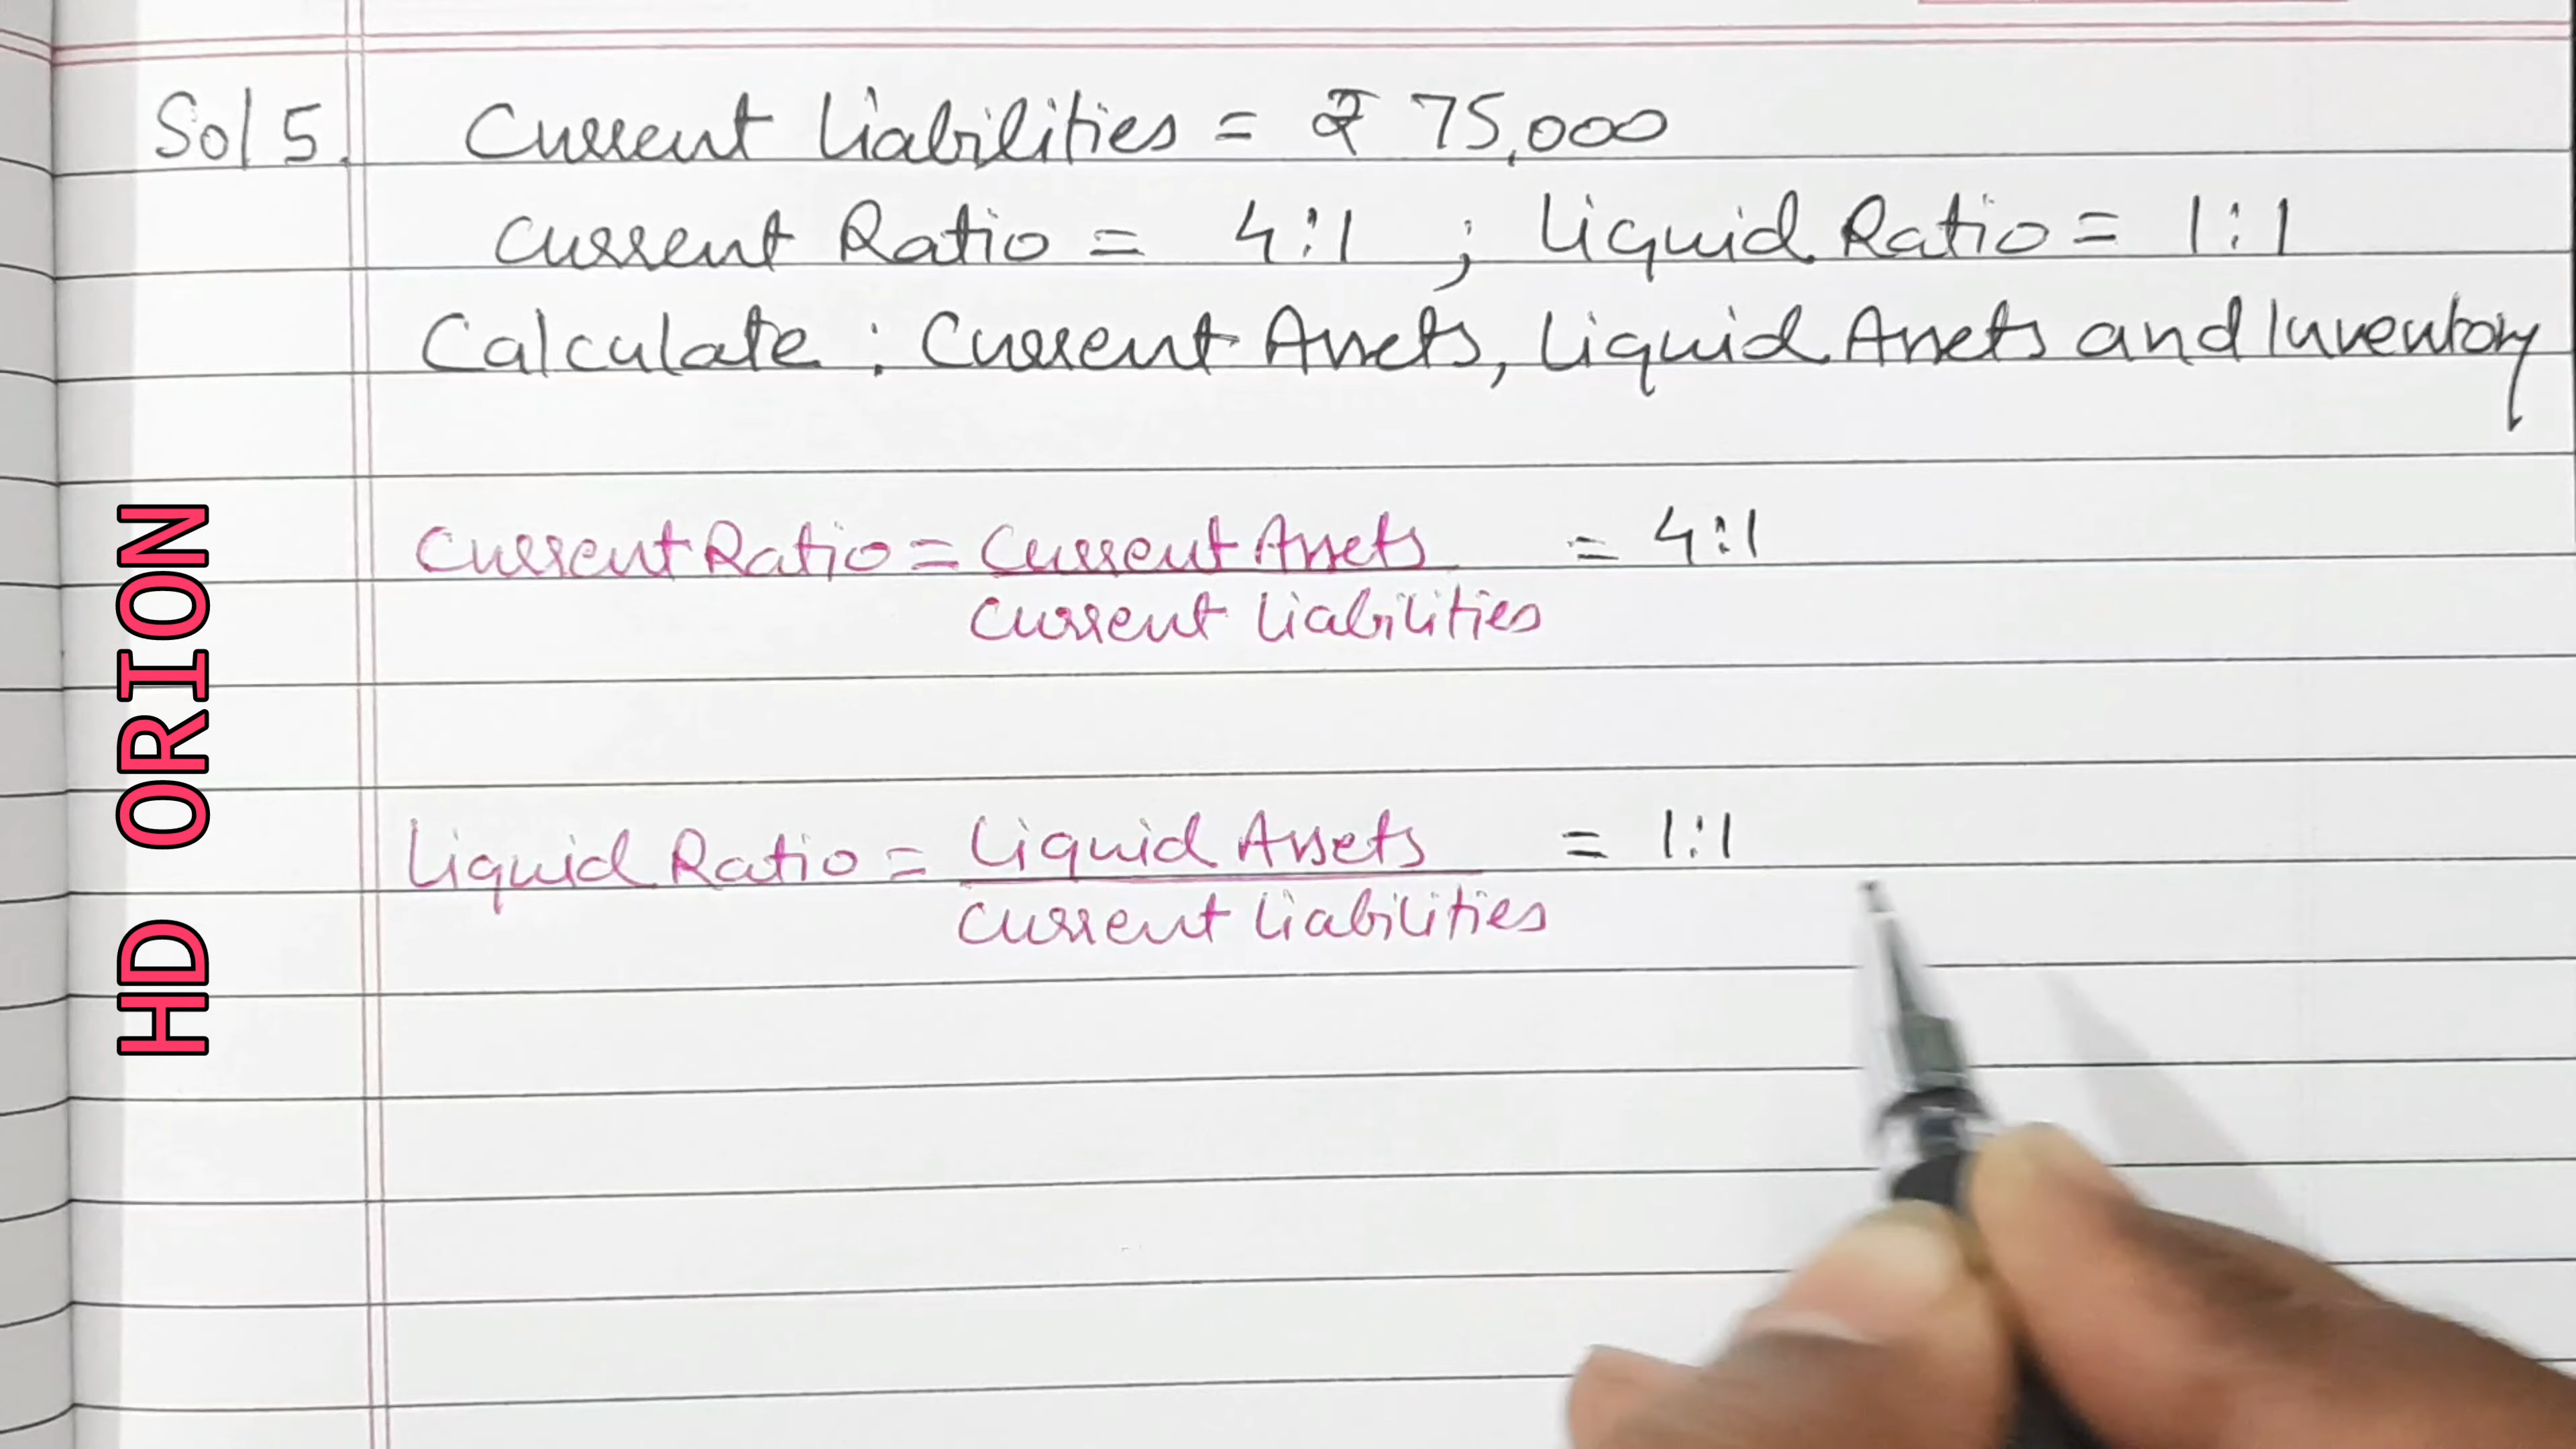 Sol 5. Current Liabilities = ₹ 75,000
Current Ratio = 4:1 ; Liquid Ratio = 1:1
Calculate : Current Assets, Liquid Assets and Inventory
Current Ratio = Current Assets = 4:1
Current Liabilities
Liquid Ratio = Liquid Assets = 1:1
Current Liabilities
HD ORION